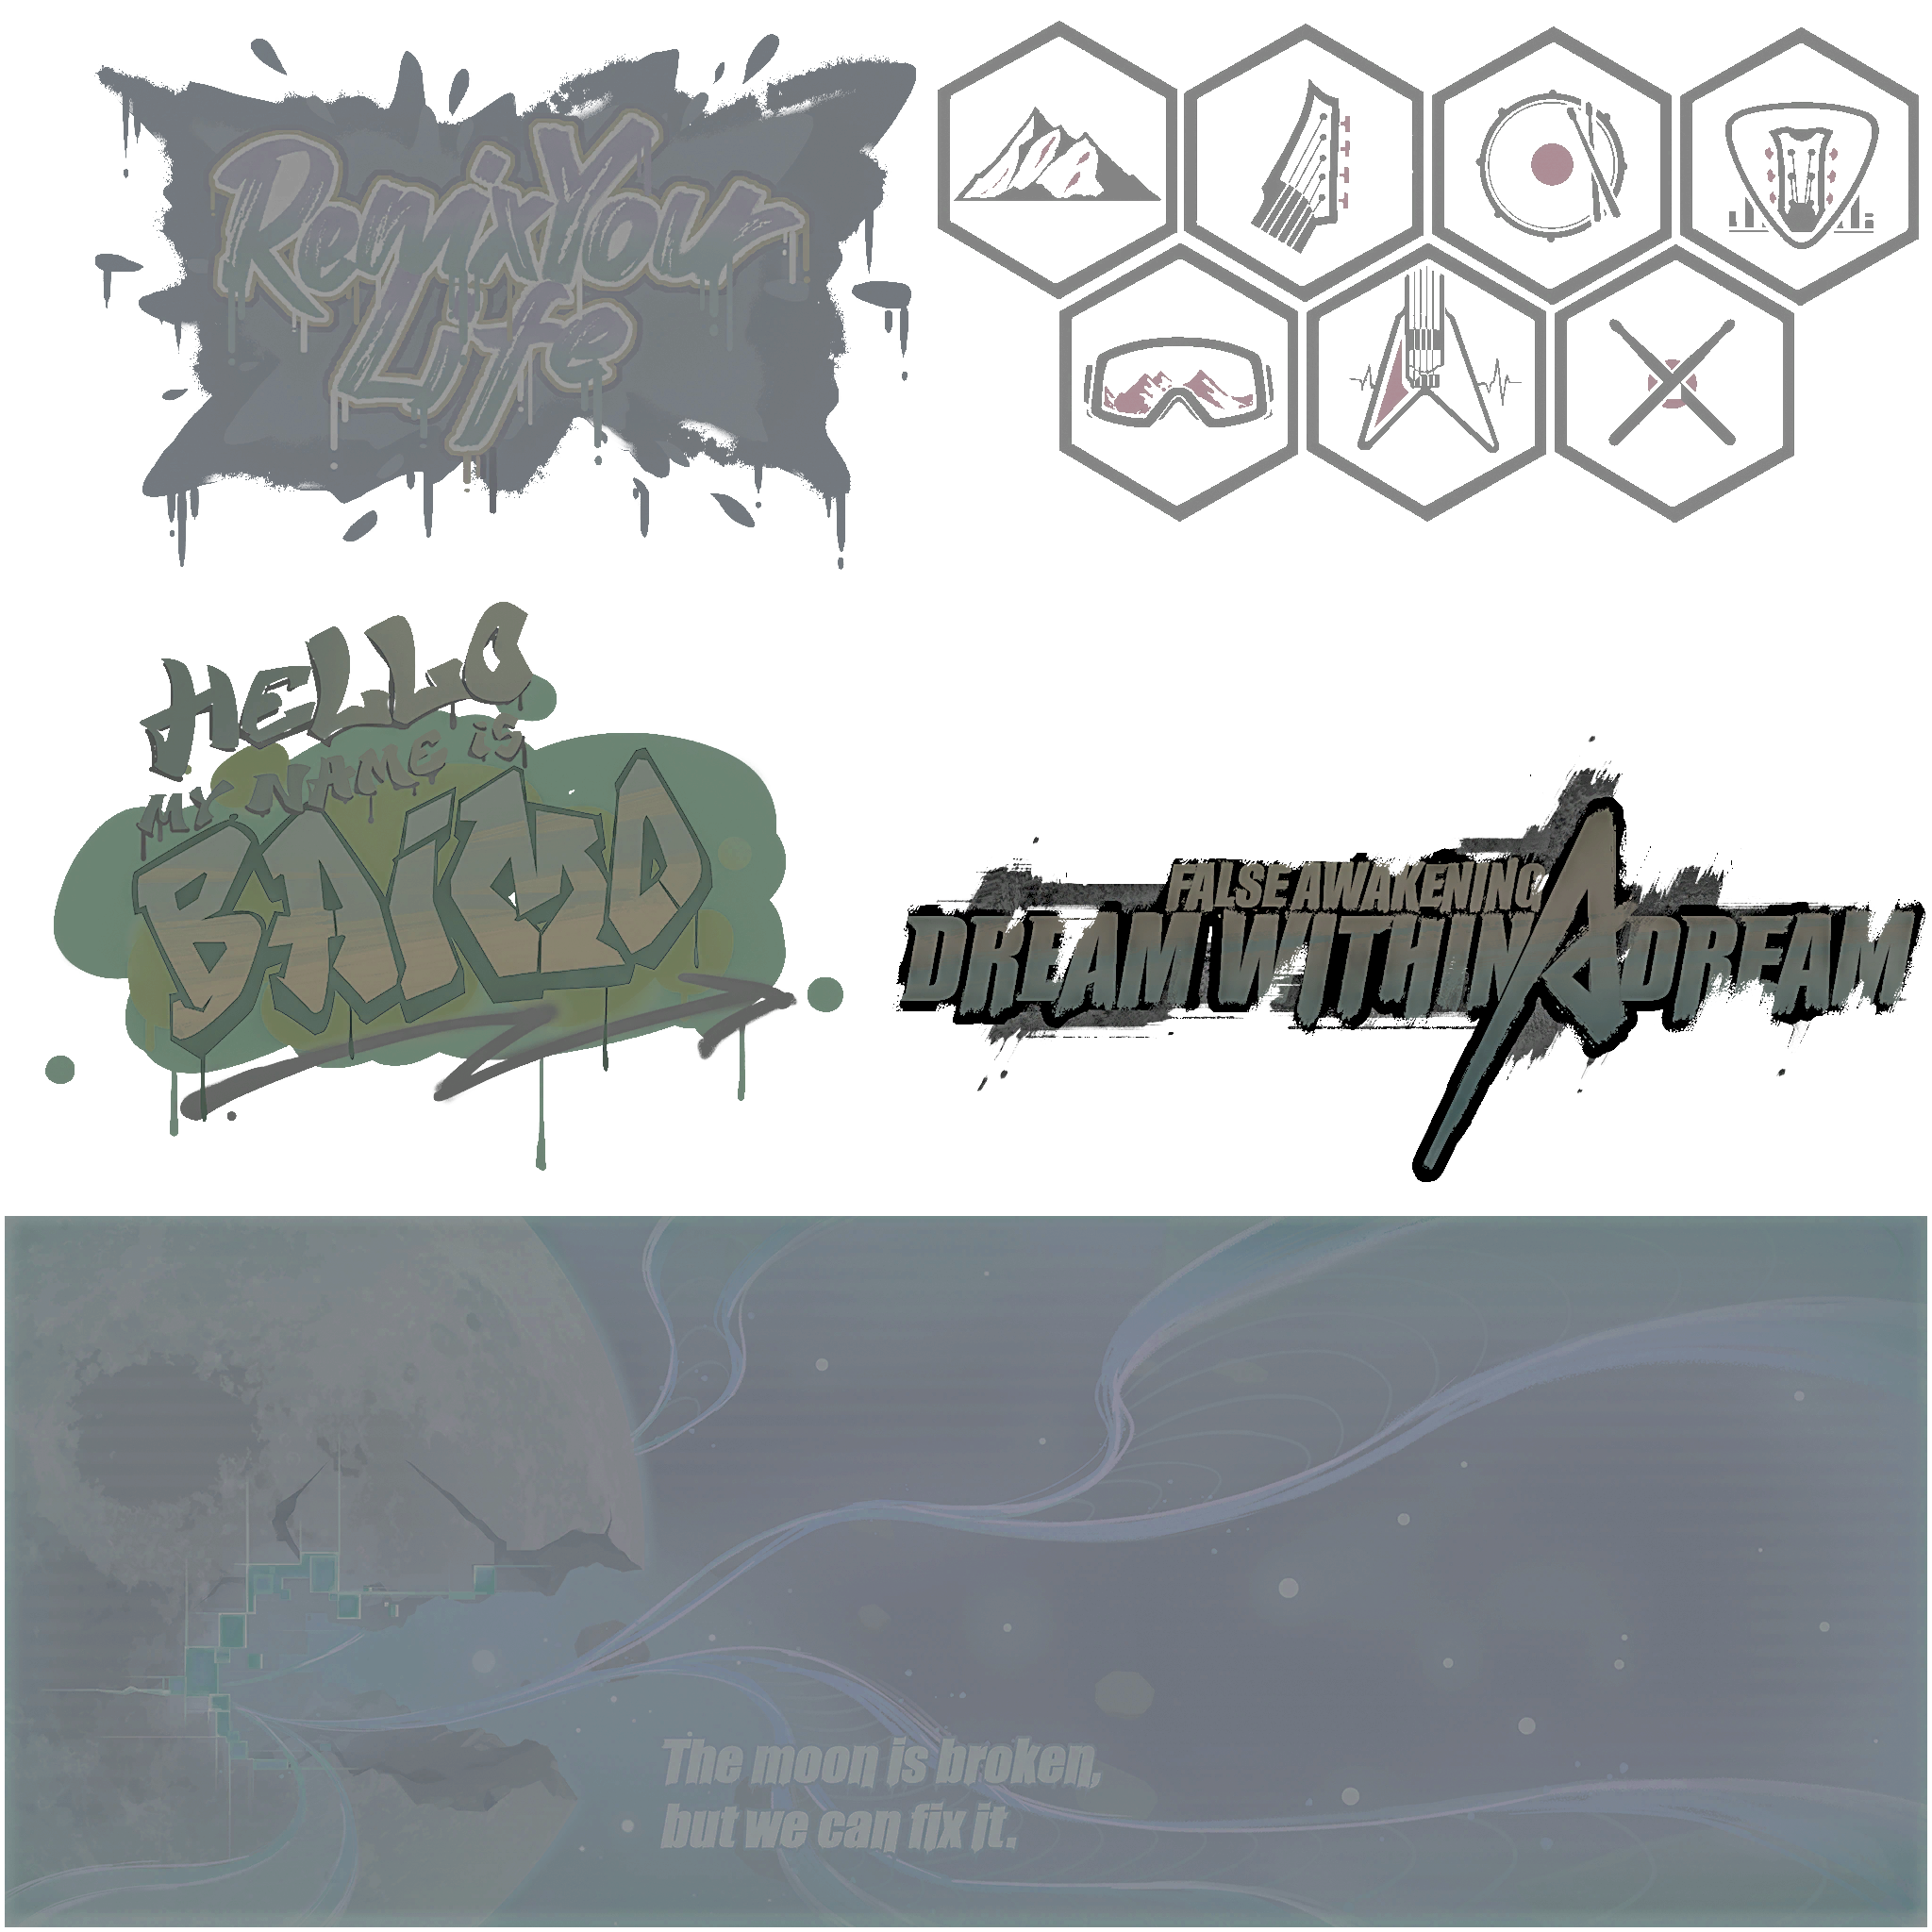 RemixYour
Life
HELLO
MY NAME iS
BAiMO
FALSE AWAKENING
DREAM WITHIN A DREAM
The moon is broken,
but we can fix it.